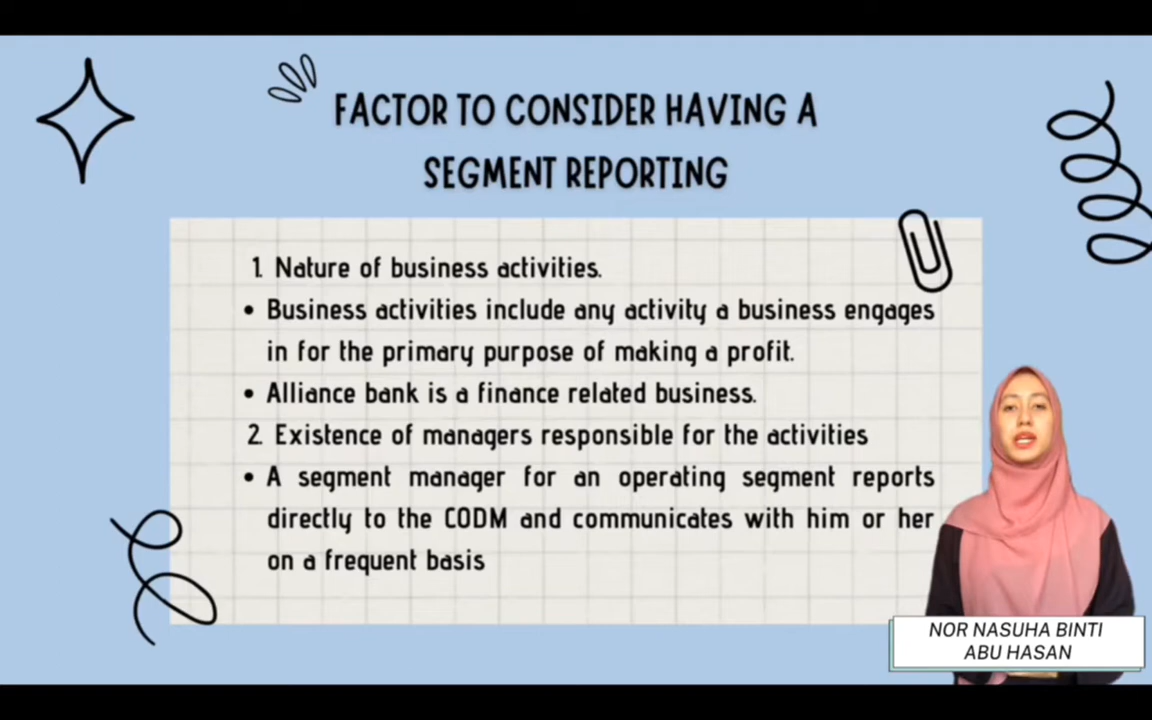 FACTOR TO CONSIDER HAVING A
SEGMENT REPORTING
1. Nature of business activities.
• Business activities include any activity a business engages
in for the primary purpose of making a profit.
• Alliance bank is a finance related business.
2. Existence of managers responsible for the activities
• A segment manager for an operating segment reports
directly to the CODM and communicates with him or her
on a frequent basis
NOR NASUHA BINTI
ABU HASAN